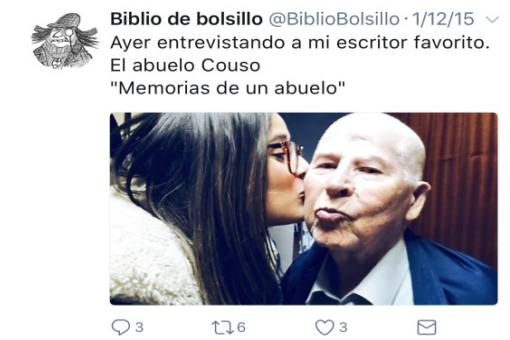 Biblio de bolsillo @BiblioBolsillo · 1/12/15
Ayer entrevistando a mi escritor favorito.
El abuelo Couso
"Memorias de un abuelo"
3 6 3